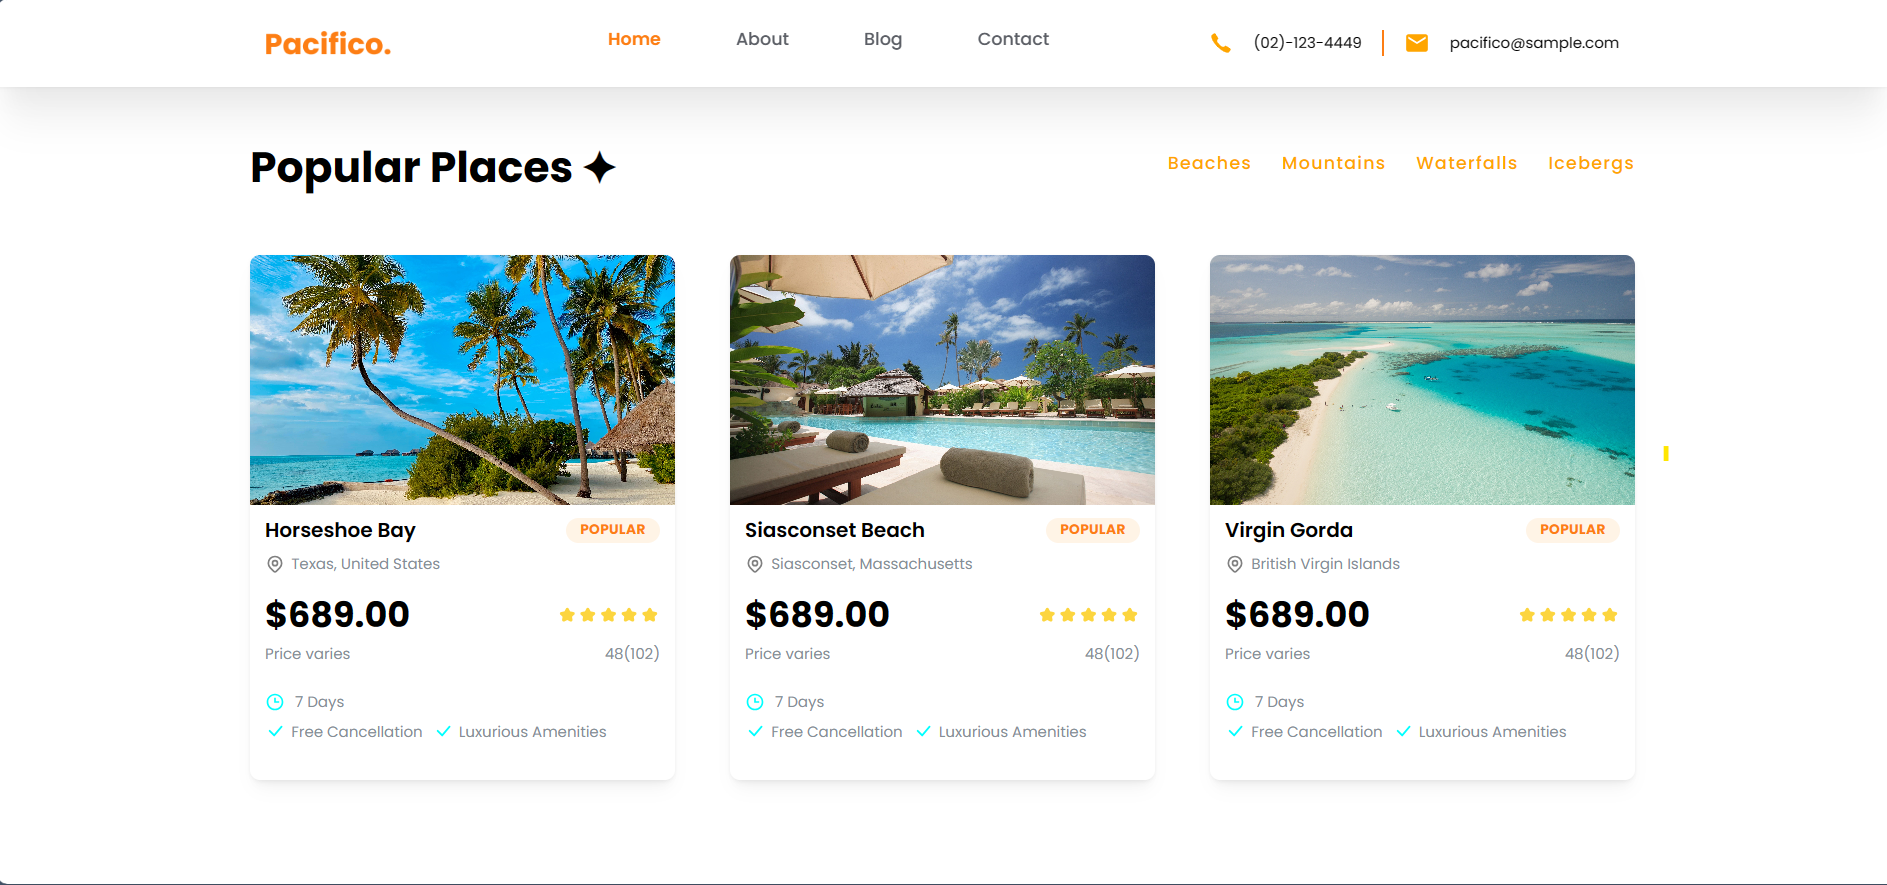 Pacifico.
Home About Blog Contact
(02)-123-4449
pacifico@sample.com
Popular Places
Beaches Mountains Waterfalls Icebergs
Horseshoe Bay
POPULAR
Texas, United States
$689.00
Price varies
48(102)
7 Days
Free Cancellation Luxurious Amenities
Siasconset Beach
POPULAR
Siasconset, Massachusetts
$689.00
Price varies
48(102)
7 Days
Free Cancellation Luxurious Amenities
Virgin Gorda
POPULAR
British Virgin Islands
$689.00
Price varies
48(102)
7 Days
Free Cancellation Luxurious Amenities